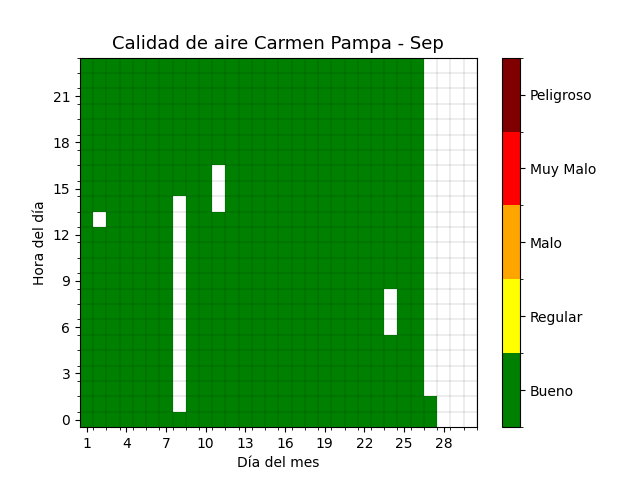 Calidad de aire Carmen Pampa - Sep
Hora del día
21
18
15
12
9
6
3
0
1 4 7 10 13 16 19 22 25 28
Día del mes
Peligroso
Muy Malo
Malo
Regular
Bueno